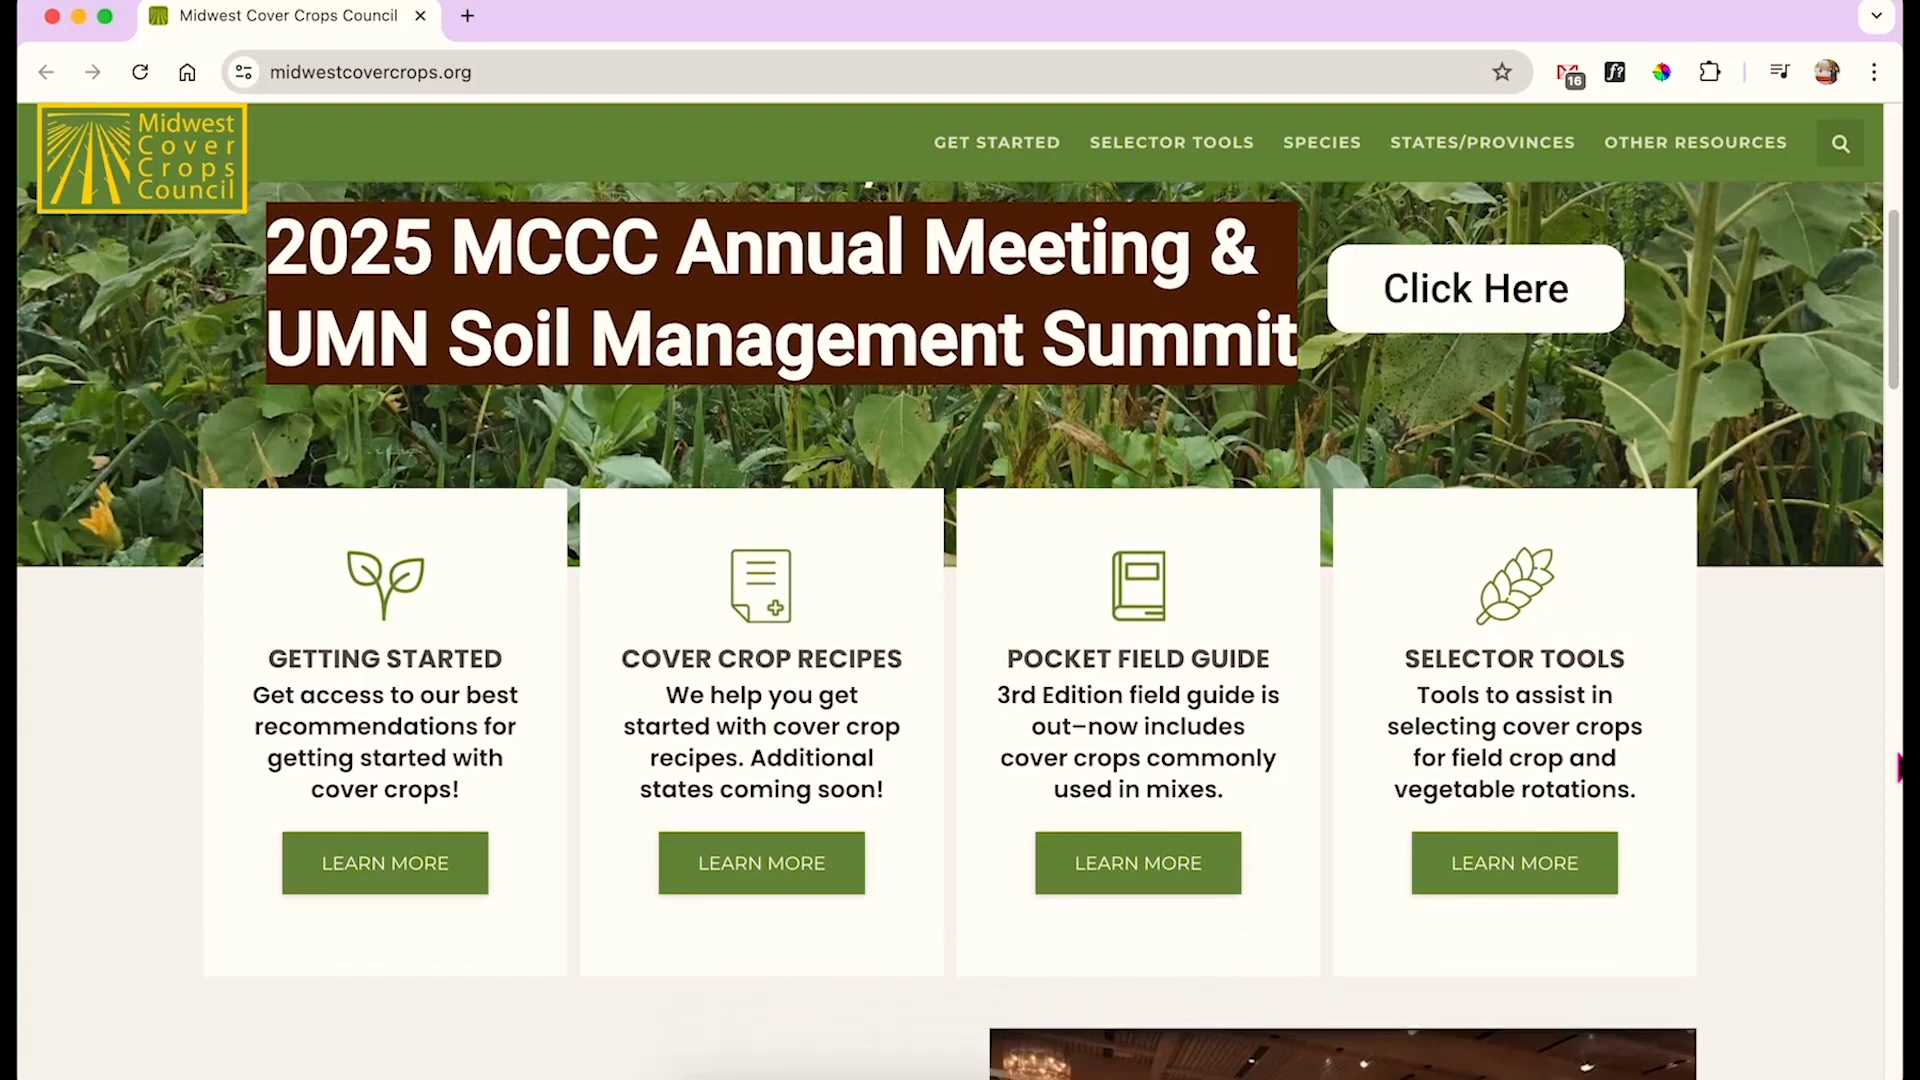 Midwest Cover Crops Council
midwestcovercrops.org
16
f?
Midwest
Cover
Crops
Council
GET STARTED
SELECTOR TOOLS
SPECIES
STATES/PROVINCES
OTHER RESOURCES
2025 MCCC Annual Meeting &
UMN Soil Management Summit
Click Here
GETTING STARTED
Get access to our best
recommendations for
getting started with
cover crops!
LEARN MORE
COVER CROP RECIPES
We help you get
started with cover crop
recipes. Additional
states coming soon!
LEARN MORE
POCKET FIELD GUIDE
3rd Edition field guide is
out–now includes
cover crops commonly
used in mixes.
LEARN MORE
SELECTOR TOOLS
Tools to assist in
selecting cover crops
for field crop and
vegetable rotations.
LEARN MORE